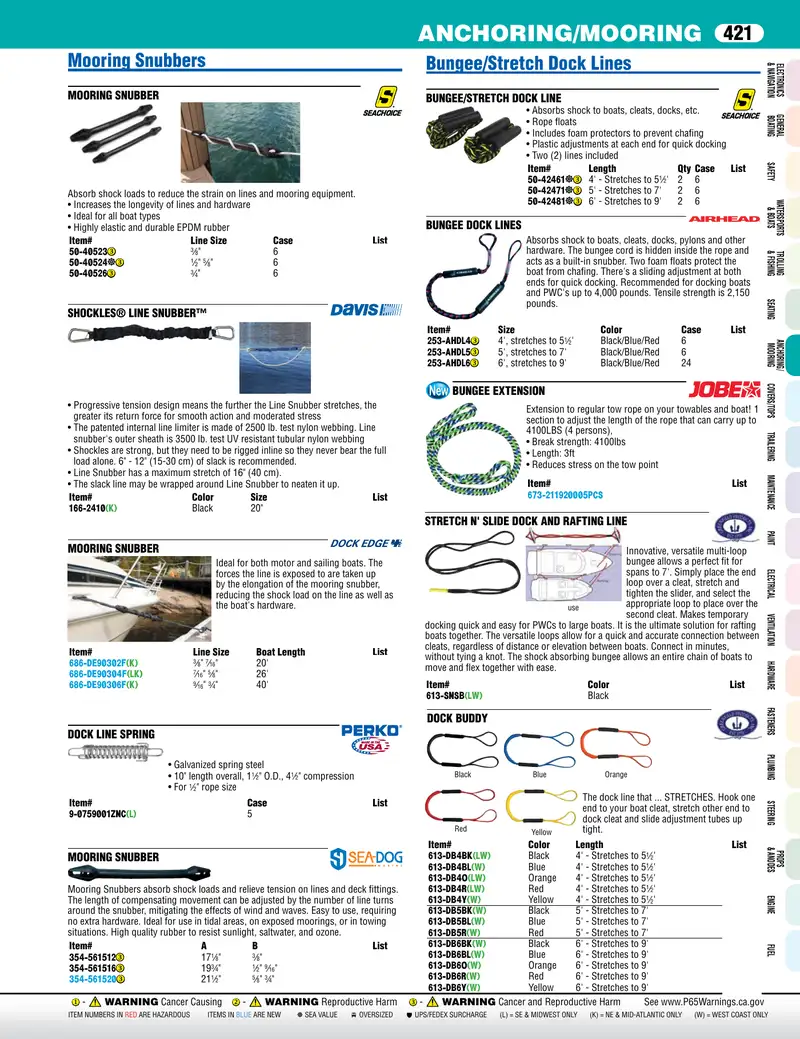 ANCHORING/MOORING 421
Mooring Snubbers
MOORING SNUBBER
SEACHOICE
Absorb shock loads to reduce the strain on lines and mooring equipment.
• Increases the longevity of lines and hardware
• Ideal for all boat types
• Highly elastic and durable EPDM rubber
Item# Line Size Case List
50-40523 3 ⅜" 6
50-40524 3 ½" ⅝" 6
50-40526 3 ¾" 6
SHOCKLES® LINE SNUBBER™
DAVIS
• Progressive tension design means the further the Line Snubber stretches, the
greater its return force for smooth action and moderated stress
• The patented internal line limiter is made of 2500 lb. test nylon webbing. Line
snubber's outer sheath is 3500 lb. test UV resistant tubular nylon webbing
• Shockles are strong, but they need to be rigged inline so they never bear the full
load alone. 6" - 12" (15-30 cm) of slack is recommended.
• Line Snubber has a maximum stretch of 16" (40 cm).
• The slack line may be wrapped around Line Snubber to neaten it up.
Item# Color Size List
166-2410(K) Black 20"
MOORING SNUBBER
DOCK EDGE
Ideal for both motor and sailing boats. The
forces the line is exposed to are taken up
by the elongation of the mooring snubber,
reducing the shock load on the line as well as
the boat's hardware.
Item# Line Size Boat Length List
686-DE90302F(K) ⅜" 7⁄16" 20'
686-DE90304F(LK) 7⁄16" ⅝" 26'
686-DE90306F(K) 9⁄16" ¾" 40'
DOCK LINE SPRING
PERKO
MADE IN THE USA
• Galvanized spring steel
• 10" length overall, 1½" O.D., 4½" compression
• For ½" rope size
Item# Case List
9-0759001ZNC(L) 5
MOORING SNUBBER
SEA-DOG
Mooring Snubbers absorb shock loads and relieve tension on lines and deck fittings.
The length of compensating movement can be adjusted by the number of line turns
around the snubber, mitigating the effects of wind and waves. Easy to use, requiring
no extra hardware. Ideal for use in tidal areas, on exposed moorings, or in towing
situations. High quality rubber to resist sunlight, saltwater, and ozone.
Item# A B List
354-561512 3 17⅛" ⅜"
354-561516 3 19¾" ½" 9⁄16"
354-561520 3 21½" ⅝" ¾"
Bungee/Stretch Dock Lines
BUNGEE/STRETCH DOCK LINE
SEACHOICE
• Absorbs shock to boats, cleats, docks, etc.
• Rope floats
• Includes foam protectors to prevent chafing
• Plastic adjustments at each end for quick docking
• Two (2) lines included
Item# Length Qty Case List
50-42461 3 4' - Stretches to 5½' 2 6
50-42471 3 5' - Stretches to 7' 2 6
50-42481 3 6' - Stretches to 9' 2 6
BUNGEE DOCK LINES
AIRHEAD
Absorbs shock to boats, cleats, docks, pylons and other
hardware. The bungee cord is hidden inside the rope and
acts as a built-in snubber. Two foam floats protect the
boat from chafing. There's a sliding adjustment at both
ends for quick docking. Recommended for docking boats
and PWC's up to 4,000 pounds. Tensile strength is 2,150
pounds.
Item# Size Color Case List
253-AHDL4 3 4', stretches to 5½' Black/Blue/Red 6
253-AHDL5 3 5', stretches to 7' Black/Blue/Red 6
253-AHDL6 3 6', stretches to 9' Black/Blue/Red 24
New BUNGEE EXTENSION
JOBE
Extension to regular tow rope on your towables and boat! 1
section to adjust the length of the rope that can carry up to
4100LBS (4 persons),
• Break strength: 4100lbs
• Length: 3ft
• Reduces stress on the tow point
Item# List
673-211920005PCS
STRETCH N' SLIDE DOCK AND RAFTING LINE
use
Innovative, versatile multi-loop
bungee allows a perfect fit for
spans to 7'. Simply place the end
loop over a cleat, stretch and
tighten the slider, and select the
appropriate loop to place over the
second cleat. Makes temporary
docking quick and easy for PWCs to large boats. It is the ultimate solution for rafting
boats together. The versatile loops allow for a quick and accurate connection between
cleats, regardless of distance or elevation between boats. Connect in minutes,
without tying a knot. The shock absorbing bungee allows an entire chain of boats to
move and flex together with ease.
Item# Color List
613-SNSB(LW) Black
DOCK BUDDY
Black Blue Orange
Red Yellow
The dock line that ... STRETCHES. Hook one
end to your boat cleat, stretch other end to
dock cleat and slide adjustment tubes up
tight.
Item# Color Length List
613-DB4BK(LW) Black 4' - Stretches to 5½'
613-DB4BL(W) Blue 4' - Stretches to 5½'
613-DB4O(LW) Orange 4' - Stretches to 5½'
613-DB4R(LW) Red 4' - Stretches to 5½'
613-DB4Y(W) Yellow 4' - Stretches to 5½'
613-DB5BK(W) Black 5' - Stretches to 7'
613-DB5BL(W) Blue 5' - Stretches to 7'
613-DB5R(W) Red 5' - Stretches to 7'
613-DB6BK(W) Black 6' - Stretches to 9'
613-DB6BL(W) Blue 6' - Stretches to 9'
613-DB6O(W) Orange 6' - Stretches to 9'
613-DB6R(W) Red 6' - Stretches to 9'
613-DB6Y(W) Yellow 6' - Stretches to 9'
ELECTRONICS
& NAVIGATION
GENERAL
BOATING
SAFETY
WATERSPORTS
& BOATS
TROLLING
& FISHING
SEATING
ANCHORING/
MOORING
COVERS/TOPS
TRAILERING
MAINTENANCE
PAINT
ELECTRICAL
VENTILATION
HARDWARE
FASTENERS
PLUMBING
STEERING
PROPS
& ANODES
ENGINE
FUEL
1 - WARNING Cancer Causing 2 - WARNING Reproductive Harm 3 - WARNING Cancer and Reproductive Harm See www.P65Warnings.ca.gov
ITEM NUMBERS IN RED ARE HAZARDOUS ITEMS IN BLUE ARE NEW SEA VALUE OVERSIZED UPS/FEDEX SURCHARGE (L) = SE & MIDWEST ONLY (K) = NE & MID-ATLANTIC ONLY (W) = WEST COAST ONLY